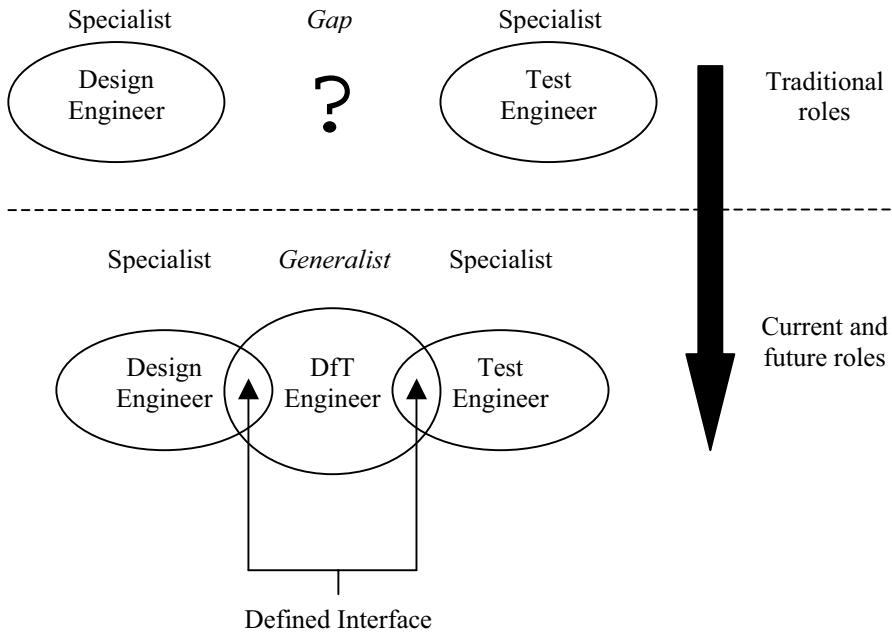 Specialist
Gap
Specialist
Design
Engineer
?
Test
Engineer
Traditional
roles
Specialist
Generalist
Specialist
Design
Engineer
DfT
Engineer
Test
Engineer
Current and
future roles
Defined Interface